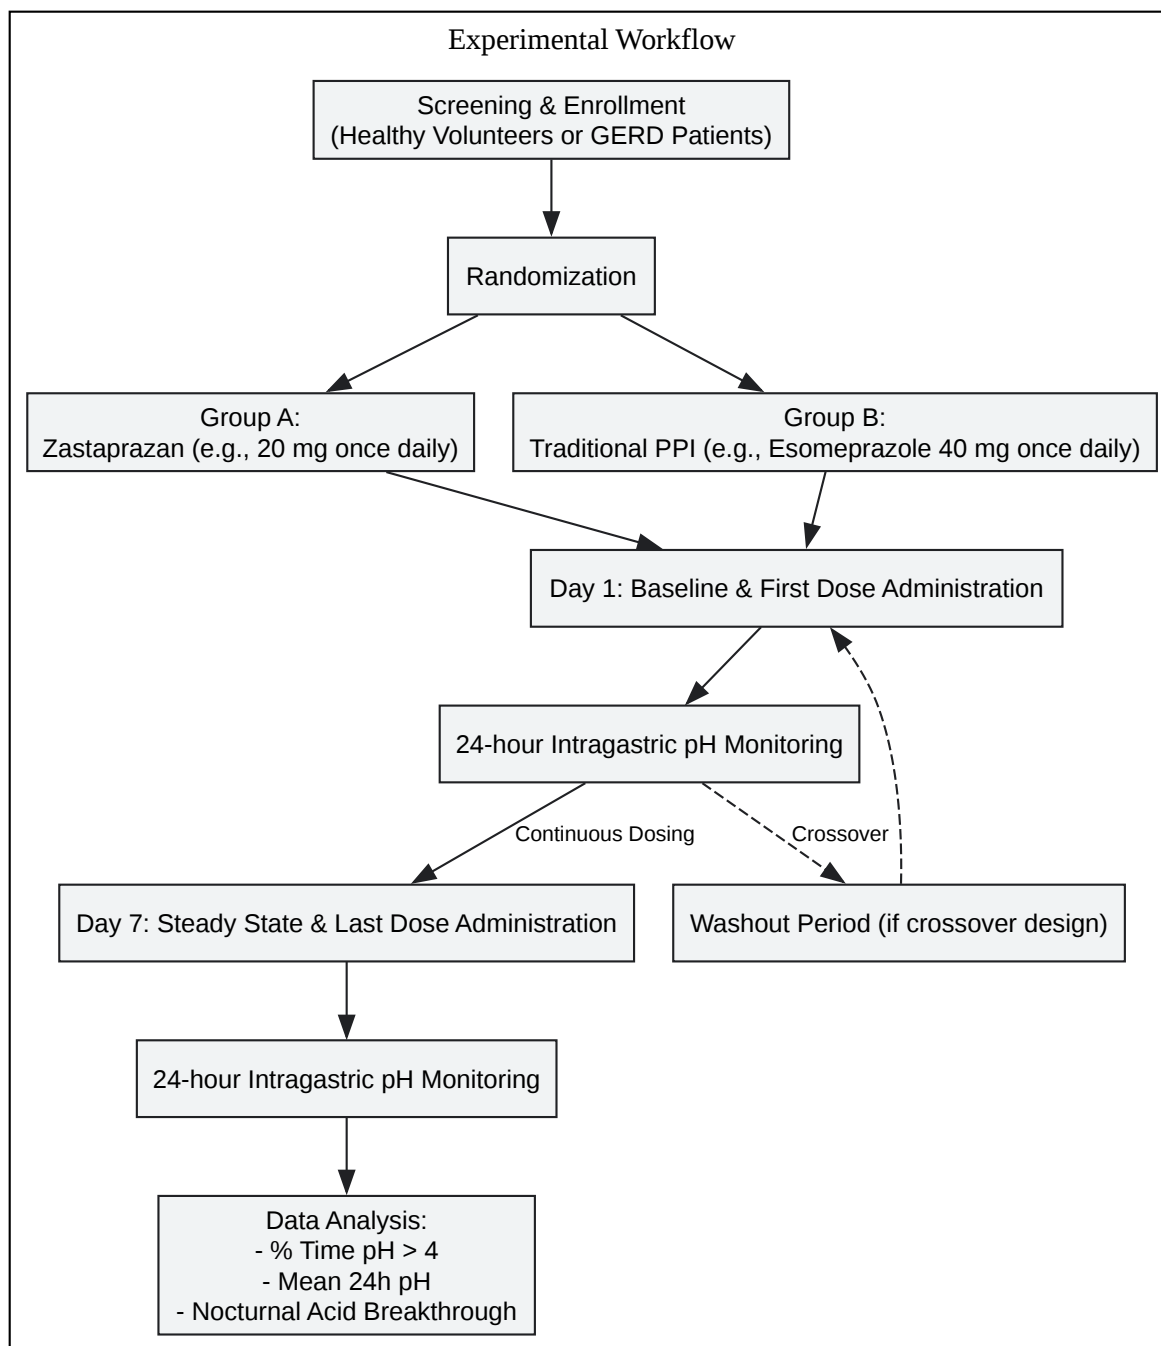 Experimental Workflow
Screening & Enrollment
(Healthy Volunteers or GERD Patients)
Randomization
Group A:
Zastaprazan (e.g., 20 mg once daily)
Group B:
Traditional PPI (e.g., Esomeprazole 40 mg once daily)
Day 1: Baseline & First Dose Administration
24-hour Intragastric pH Monitoring
Continuous Dosing
Crossover
Day 7: Steady State & Last Dose Administration
Washout Period (if crossover design)
24-hour Intragastric pH Monitoring
Data Analysis:
- % Time pH > 4
- Mean 24h pH
- Nocturnal Acid Breakthrough